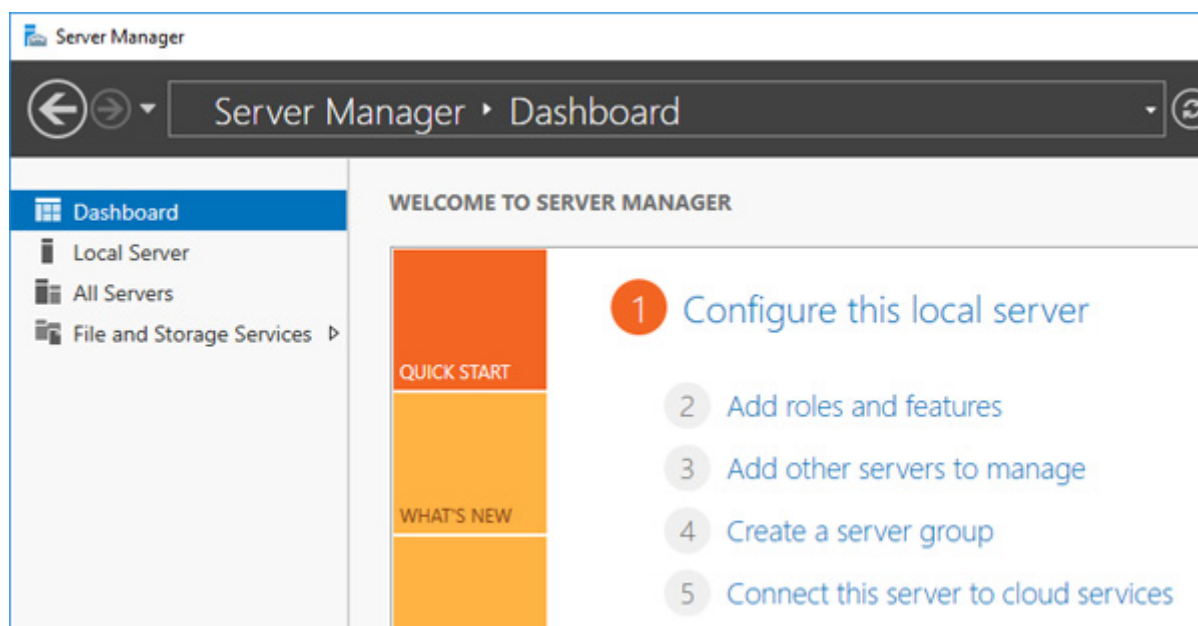 Server Manager
Server Manager ‣ Dashboard
Dashboard
Local Server
All Servers
File and Storage Services
WELCOME TO SERVER MANAGER
QUICK START
WHAT'S NEW
1 Configure this local server
2 Add roles and features
3 Add other servers to manage
4 Create a server group
5 Connect this server to cloud services